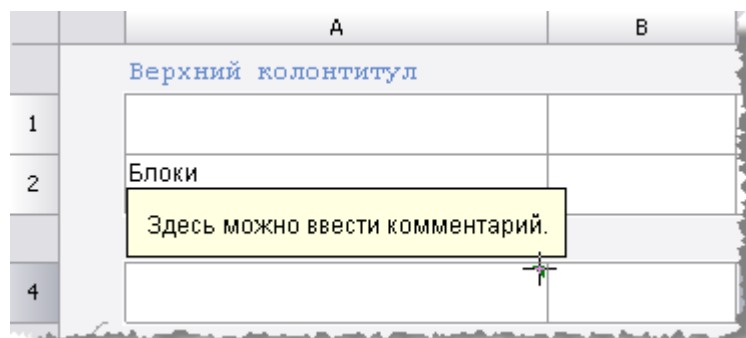 A B
Верхний колонтитул
1
2 Блоки
Здесь можно ввести комментарий.
4